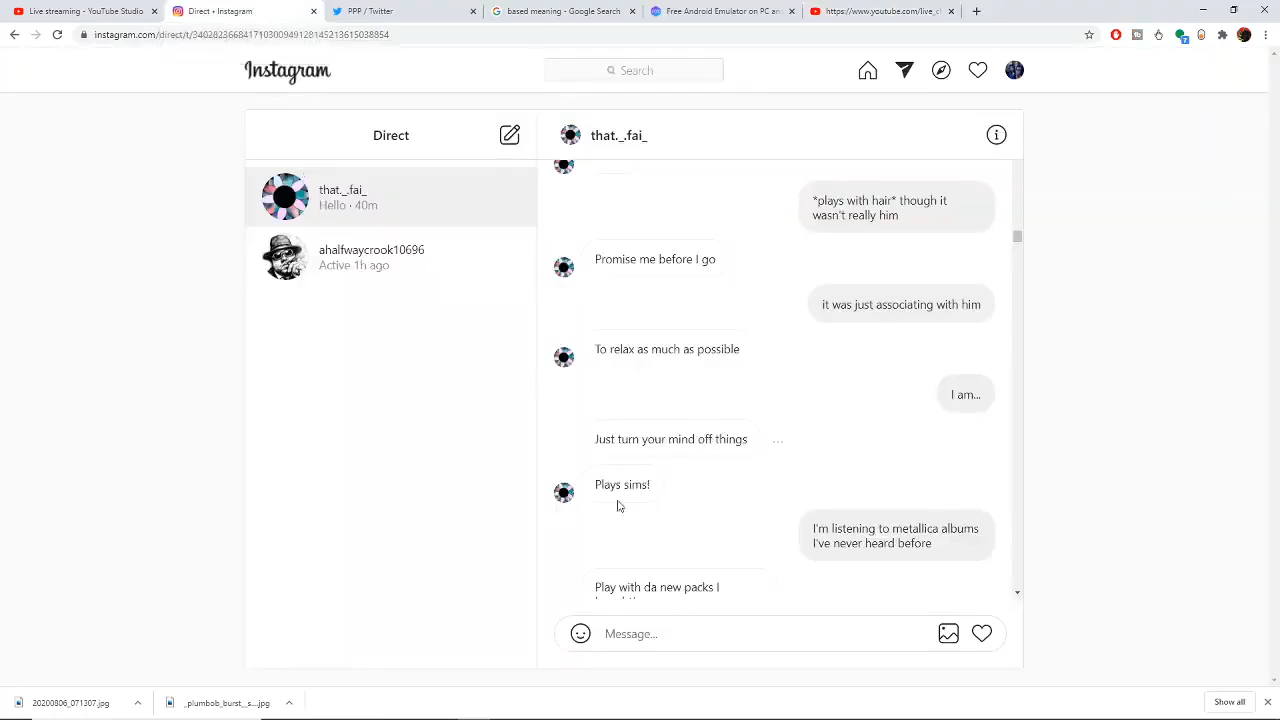 Live streaming - YouTube Studio
Direct • Instagram
PPP / Twitter
based meaning - Google Search
Free Android Emulator on PC an
https://www.youtube.com/live_cl
instagram.com/direct/t/340282366841710300949128145213615038854
Instagram
Search
Direct
that._.fai_
that._.fai_
Hello · 40m
ahalfwaycrook10696
Active 1h ago
*plays with hair* though it
wasn't really him
Promise me before I go
it was just associating with him
To relax as much as possible
I am...
Just turn your mind off things
...
Plays sims!
I'm listening to metallica albums
I've never heard before
Play with da new packs I
Message...
20200806_071307.jpg
_plumbob_burst__s....jpg
Show all